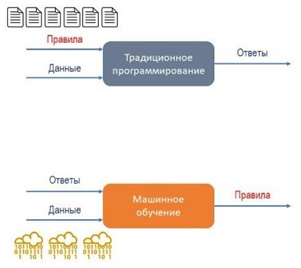 Правила
Данные
Традиционное
программирование
Ответы
Ответы
Данные
Машинное
обучение
Правила